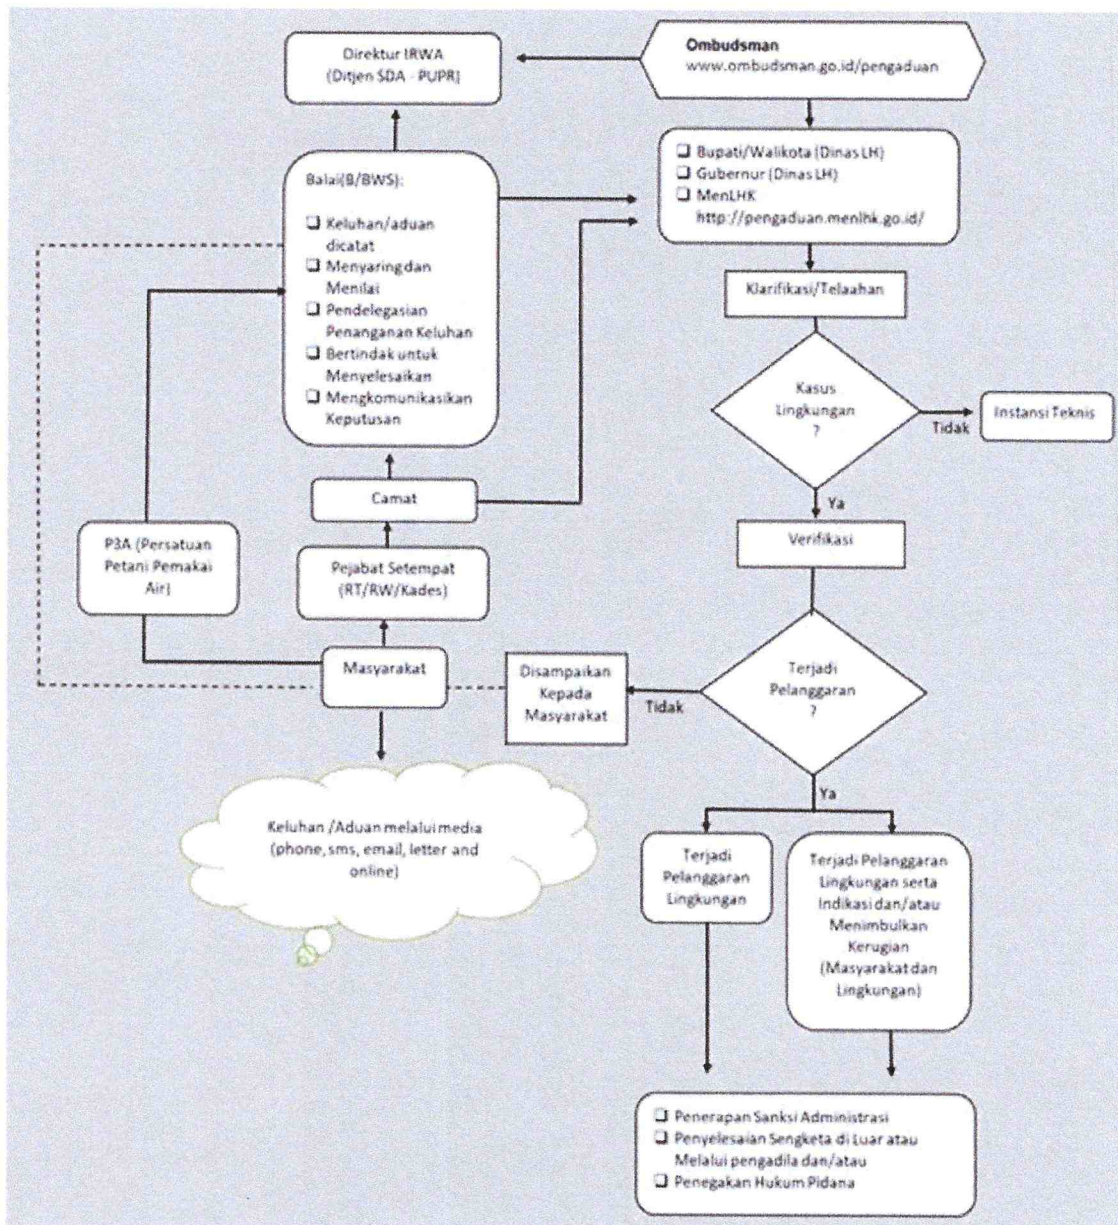 Direktur IRWA
(Ditjen SDA - PUPR)
Ombudsman
www.ombudsman.go.id/pengaduan
❑ Bupati/Walikota (Dinas LH)
❑ Gubernur (Dinas LH)
❑ MenLHK
http://pengaduan.menlhk.go.id/
Balai(B/BWS):
❑ Keluhan/aduan
dicatat
❑ Menyaring dan
Menilai
❑ Pendelegasian
Penanganan Keluhan
❑ Bertindak untuk
Menyelesaikan
❑ Mengkomunikasikan
Keputusan
Klarifikasi/Telaahan
Kasus
Lingkungan
?
Tidak
Instansi Teknis
Ya
Camat
Verifikasi
P3A (Persatuan
Petani Pemakai
Air)
Pejabat Setempat
(RT/RW/Kades)
Masyarakat
Disampaikan
Kepada
Masyarakat
Tidak
Terjadi
Pelanggaran
?
Ya
Keluhan /Aduan melalui media
(phone, sms, email, letter and
online)
Terjadi
Pelanggaran
Lingkungan
Terjadi Pelanggaran
Lingkungan serta
Indikasi dan/atau
Menimbulkan
Kerugian
(Masyarakat dan
Lingkungan)
❑ Penerapan Sanksi Administrasi
❑ Penyelesaian Sengketa di Luar atau
Melalui pengadila dan/atau
❑ Penegakan Hukum Pidana